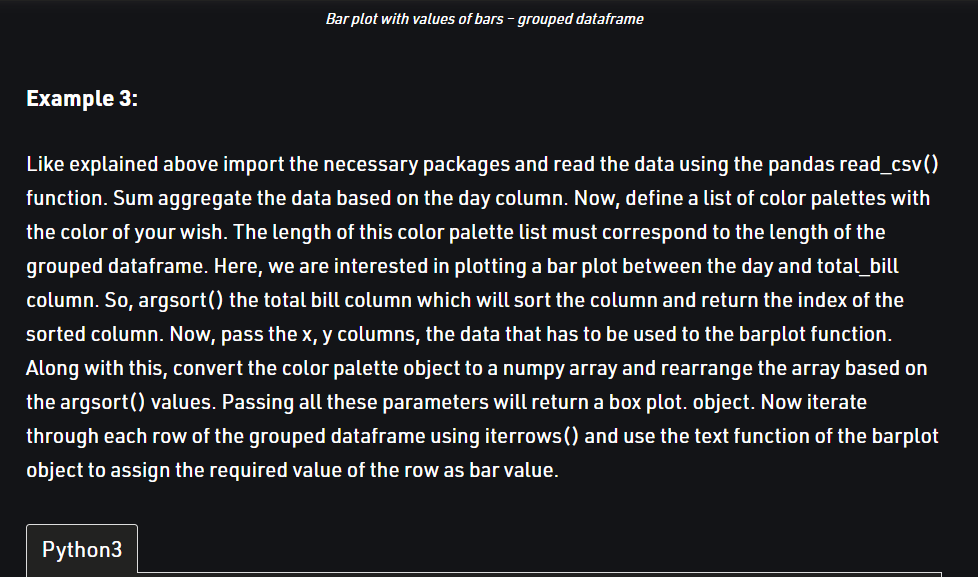 Bar plot with values of bars – grouped dataframe
Example 3:
Like explained above import the necessary packages and read the data using the pandas read_csv()
function. Sum aggregate the data based on the day column. Now, define a list of color palettes with
the color of your wish. The length of this color palette list must correspond to the length of the
grouped dataframe. Here, we are interested in plotting a bar plot between the day and total_bill
column. So, argsort() the total bill column which will sort the column and return the index of the
sorted column. Now, pass the x, y columns, the data that has to be used to the barplot function.
Along with this, convert the color palette object to a numpy array and rearrange the array based on
the argsort() values. Passing all these parameters will return a box plot. object. Now iterate
through each row of the grouped dataframe using iterrows() and use the text function of the barplot
object to assign the required value of the row as bar value.
Python3